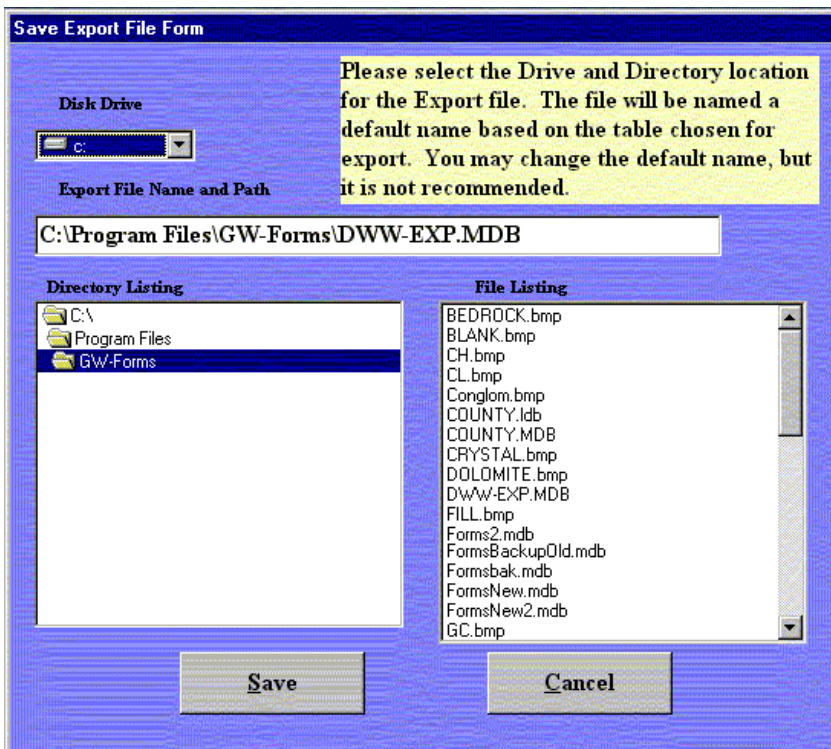 Save Export File Form
Please select the Drive and Directory location
for the Export file. The file will be named a
default name based on the table chosen for
export. You may change the default name, but
it is not recommended.
Disk Drive
c:
Export File Name and Path
C:\Program Files\GW-Forms\DWW-EXP.MDB
Directory Listing
C:\
Program Files
GW-Forms
File Listing
BEDROCK.bmp
BLANK.bmp
CH.bmp
CL.bmp
Conglom.bmp
COUNTY.ldb
COUNTY.MDB
CRYSTAL.bmp
DOLOMITE.bmp
DWW-EXP.MDB
FILL.bmp
Forms2.mdb
FormsBackupOld.mdb
Formsbak.mdb
FormsNew.mdb
FormsNew2.mdb
GC.bmp
Save
Cancel